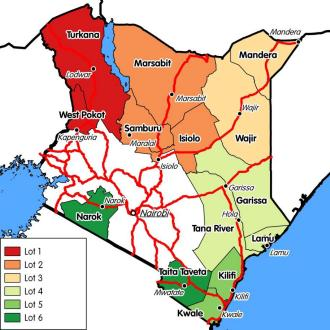 Turkana
Mandera
Mandera
Marsabit
Lodwar
Marsabit
West Pokot
Wajir
Kapenguria
Samburu
Maralal
Isiolo
Wajir
Isiolo
Garissa
Garissa
Narok
Narok
Nairobi
Hola
Tana River
Lamu
Lamu
Taita Taveta
Kilifi
Mwatate
Kilifi
Kwale
Kwale
Lot 1
Lot 2
Lot 3
Lot 4
Lot 5
Lot 6